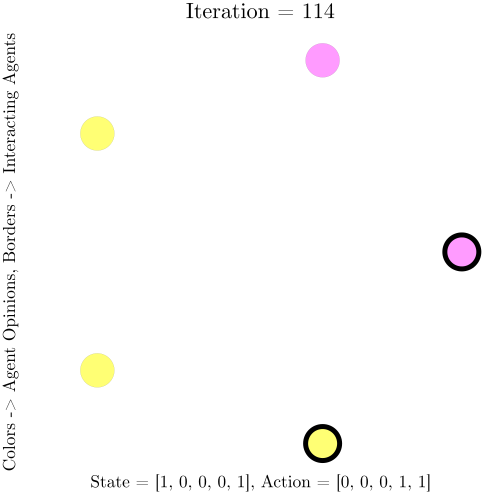 Iteration = 114
Colors -> Agent Opinions, Borders -> Interacting Agents
State = [1, 0, 0, 0, 1], Action = [0, 0, 0, 1, 1]